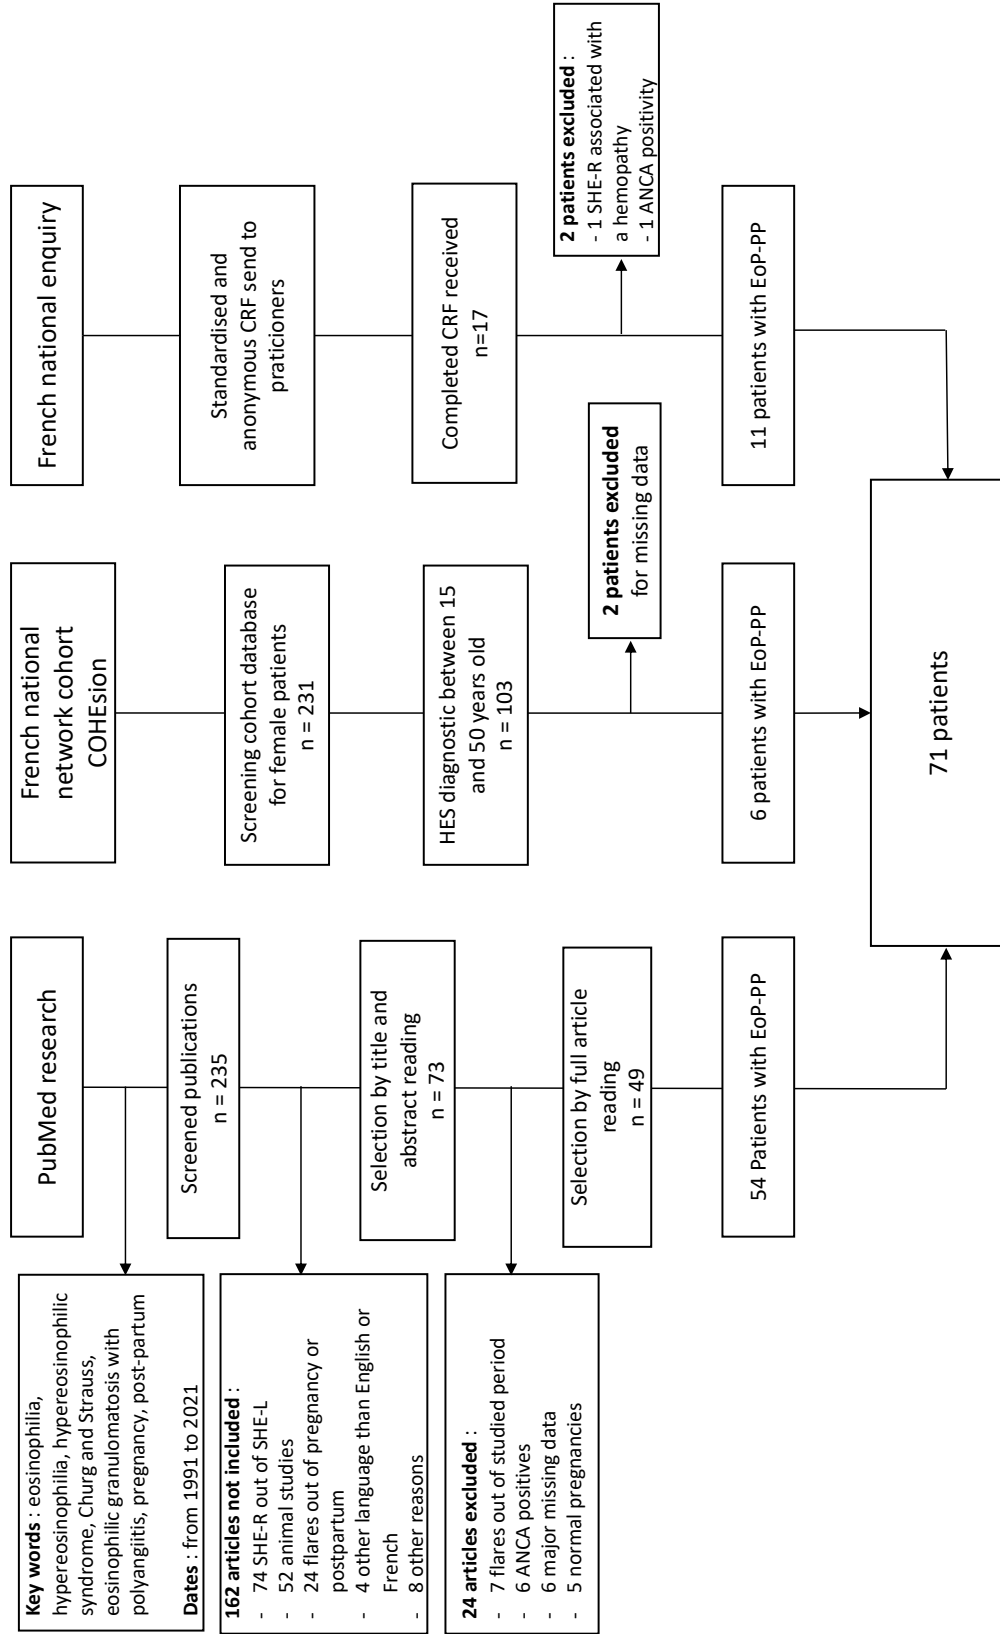 PubMed research
Key words : eosinophilia,
hypereosinophilia, hypereosinophilic
syndrome, Churg and Strauss,
eosinophilic granulomatosis with
polyangiitis, pregnancy, post-partum
Dates : from 1991 to 2021
Screened publications
n = 235
162 articles not included :
- 74 SHE-R out of SHE-L
- 52 animal studies
- 24 flares out of pregnancy or
postpartum
- 4 other language than English or
French
- 8 other reasons
Selection by title and
abstract reading
n = 73
24 articles excluded :
- 7 flares out of studied period
- 6 ANCA positives
- 6 major missing data
- 5 normal pregnancies
Selection by full article
reading
n = 49
54 Patients with EoP-PP
French national
network cohort
COHEsion
Screening cohort database
for female patients
n = 231
HES diagnostic between 15
and 50 years old
n = 103
2 patients excluded
for missing data
6 patients with EoP-PP
French national enquiry
Standardised and
anonymous CRF send to
praticioners
Completed CRF received
n=17
2 patients excluded :
- 1 SHE-R associated with
a hemopathy
- 1 ANCA positivity
11 patients with EoP-PP
71 patients